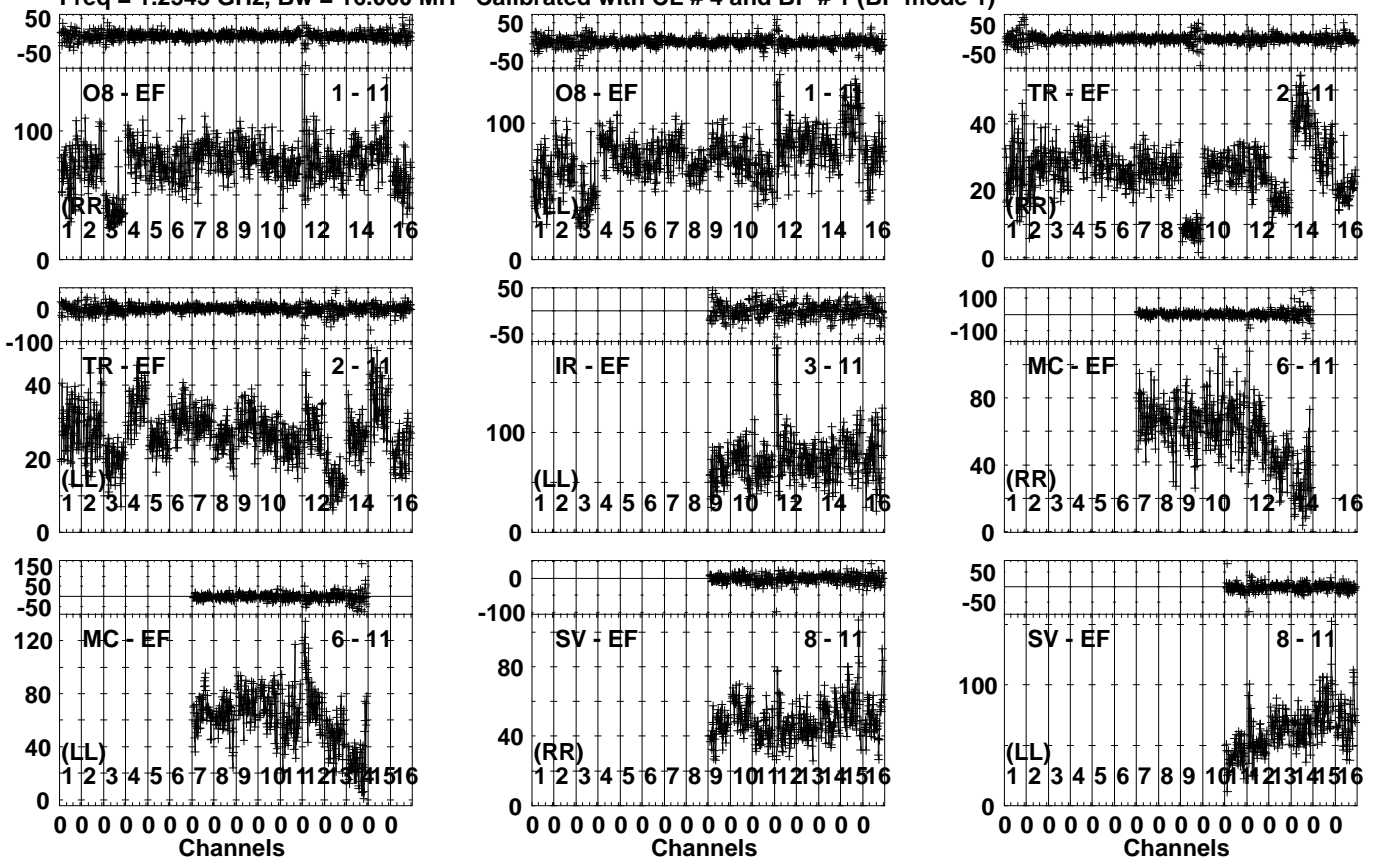 Freq = 1.2543 GHz, Bw = 16.000 MH Calibrated with CL # 4 and BP # 1 (BP mode 1)
50
-50
O8 - EF 1 - 11
100
(RR)
1 2 3 4 5 6 7 8 9 10 12 14 16
0
50
-50
O8 - EF 1 - 11
100
(LL)
1 2 3 4 5 6 7 8 9 10 12 14 16
0
50
-50
TR - EF 2 - 11
40
20
(RR)
1 2 3 4 5 6 7 8 9 10 12 14 16
0
0
-100
TR - EF 2 - 11
40
20
(LL)
1 2 3 4 5 6 7 8 9 10 12 14 16
0
50
-50
IR - EF 3 - 11
100
(LL)
1 2 3 4 5 6 7 8 9 10 12 14 16
0
100
-100
MC - EF 6 - 11
80
40
(RR)
1 2 3 4 5 6 7 8 9 10 12 14 16
0
150
50
-50
MC - EF 6 - 11
120
80
40
(LL)
1 2 3 4 5 6 7 8 9 10 11 12 13 14 15 16
0
0 0 0 0 0 0 0 0 0 0 0 0 0 0 0 0
Channels
0
-100
SV - EF 8 - 11
80
40
(RR)
1 2 3 4 5 6 7 8 9 10 11 12 13 14 15 16
0
0 0 0 0 0 0 0 0 0 0 0 0 0 0 0 0
Channels
50
-50
SV - EF 8 - 11
100
(LL)
1 2 3 4 5 6 7 8 9 10 11 12 13 14 15 16
0
0 0 0 0 0 0 0 0 0 0 0 0 0 0 0 0
Channels